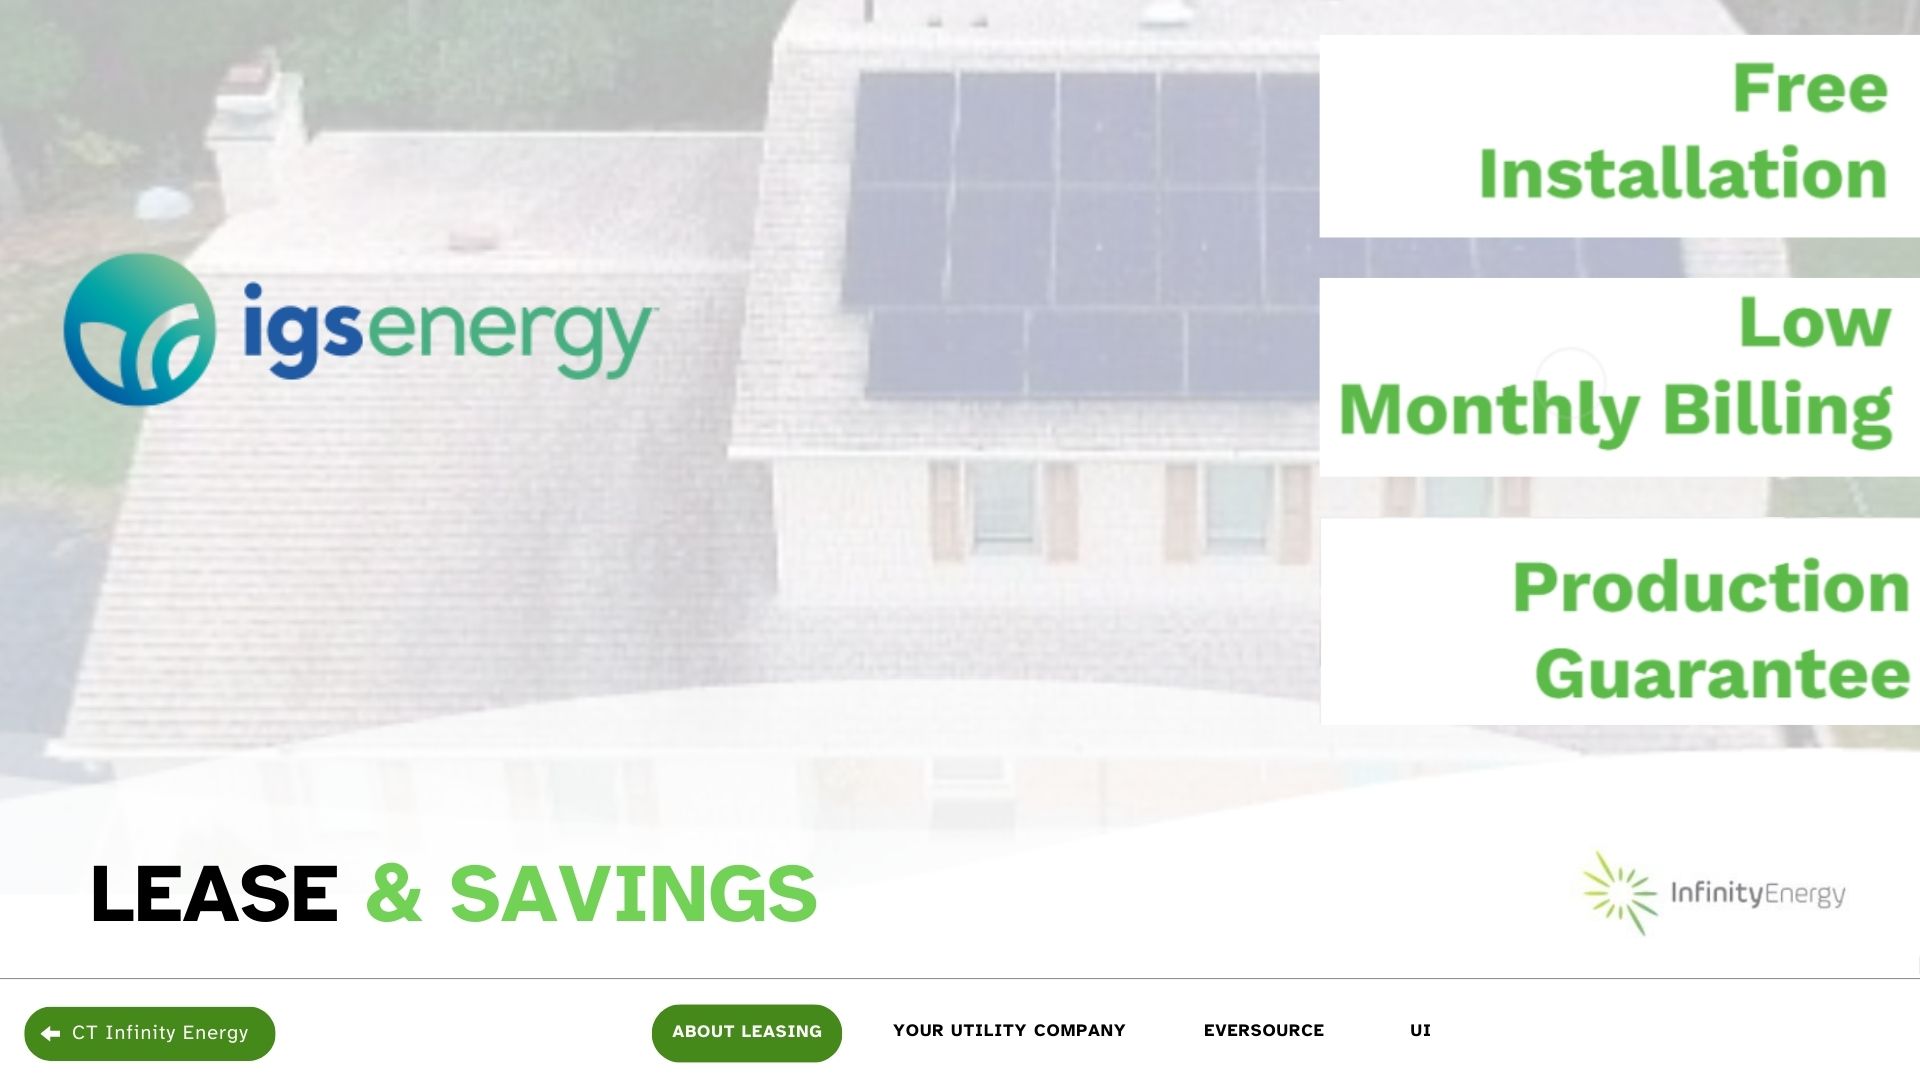 Free
Installation
igsenergy
Low
Monthly Billing
Production
Guarantee
LEASE & SAVINGS
InfinityEnergy
CT Infinity Energy
ABOUT LEASING
YOUR UTILITY COMPANY
EVERSOURCE
UI